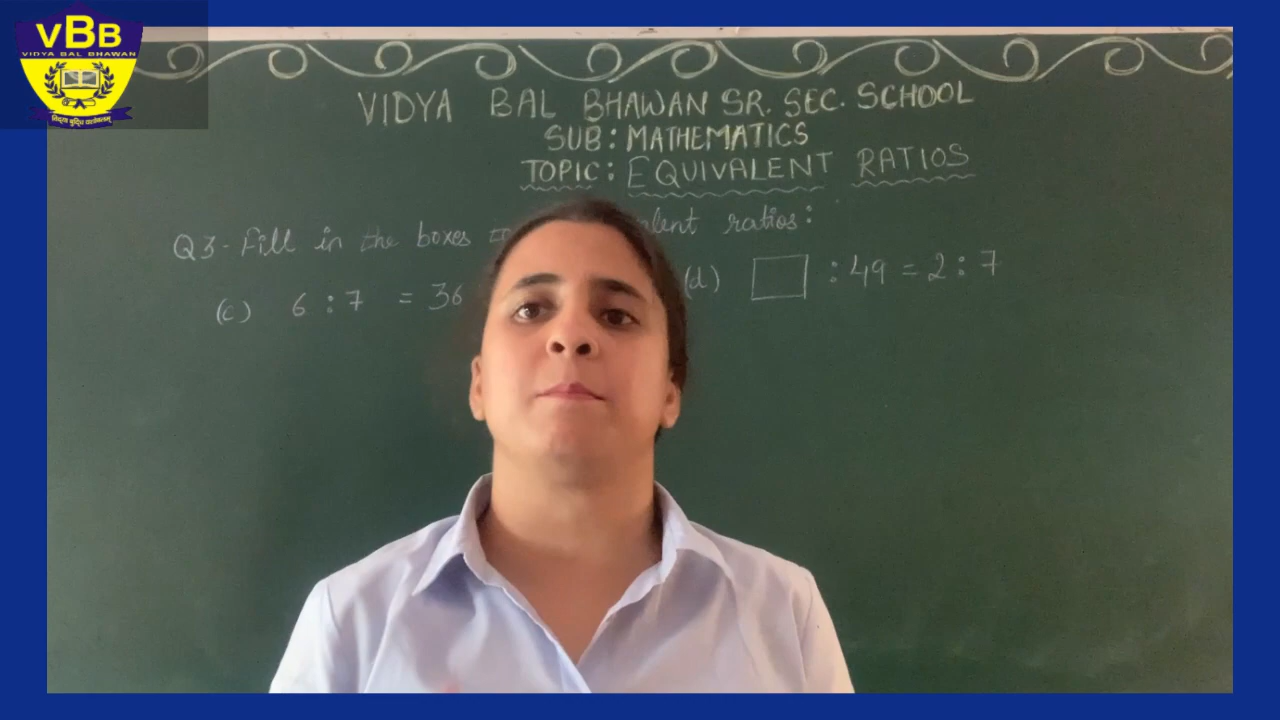 VBB
VIDYA BAL BHAWAN
VIDYA BAL BHAWAN SR. SEC. SCHOOL
SUB: MATHEMATICS
TOPIC: EQUIVALENT RATIOS
Q3- Fill in the boxes ratios:
(c) 6 : 7 = 36
(d) □ : 49 = 2 : 7